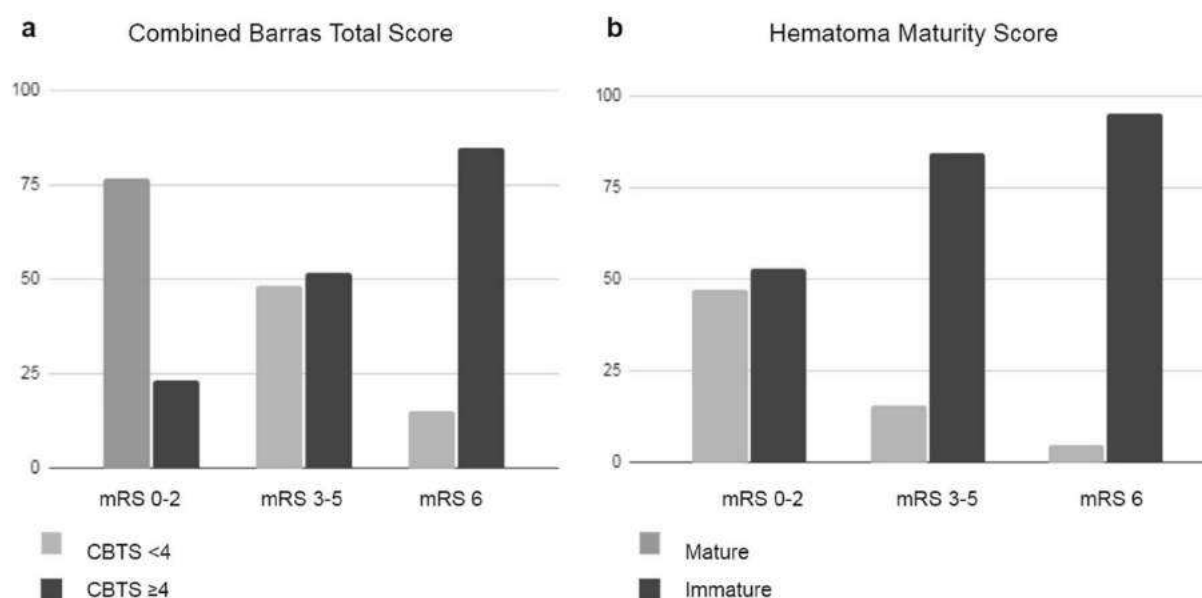 a Combined Barras Total Score
100
75
50
25
0
mRS 0-2 mRS 3-5 mRS 6
CBTS <4
CBTS ≥4
b Hematoma Maturity Score
100
75
50
25
0
mRS 0-2 mRS 3-5 mRS 6
Mature
Immature